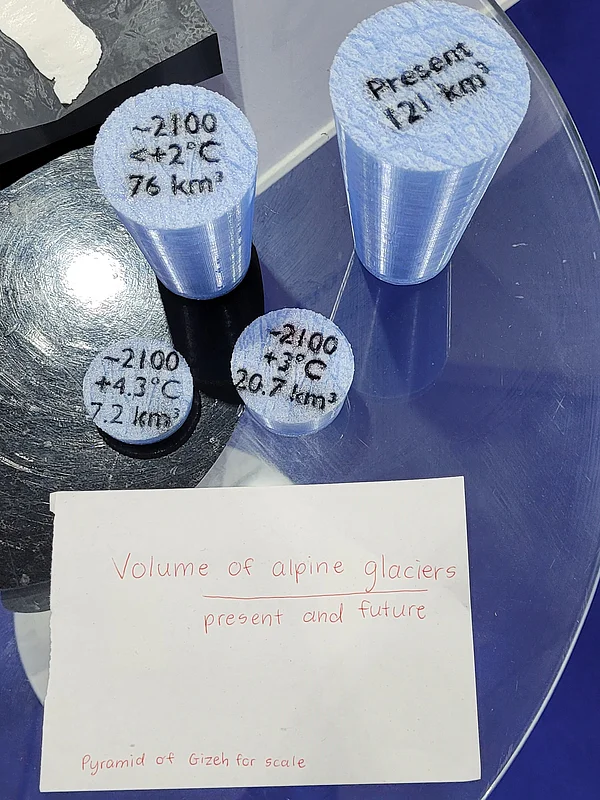 Present
121 km³
~2100
<+2°C
76 km³
~2100
+4.3°C
7.2 km³
~2100
+3°C
20.7 km³
Volume of alpine glaciers
present and future
Pyramid of Gizeh for scale